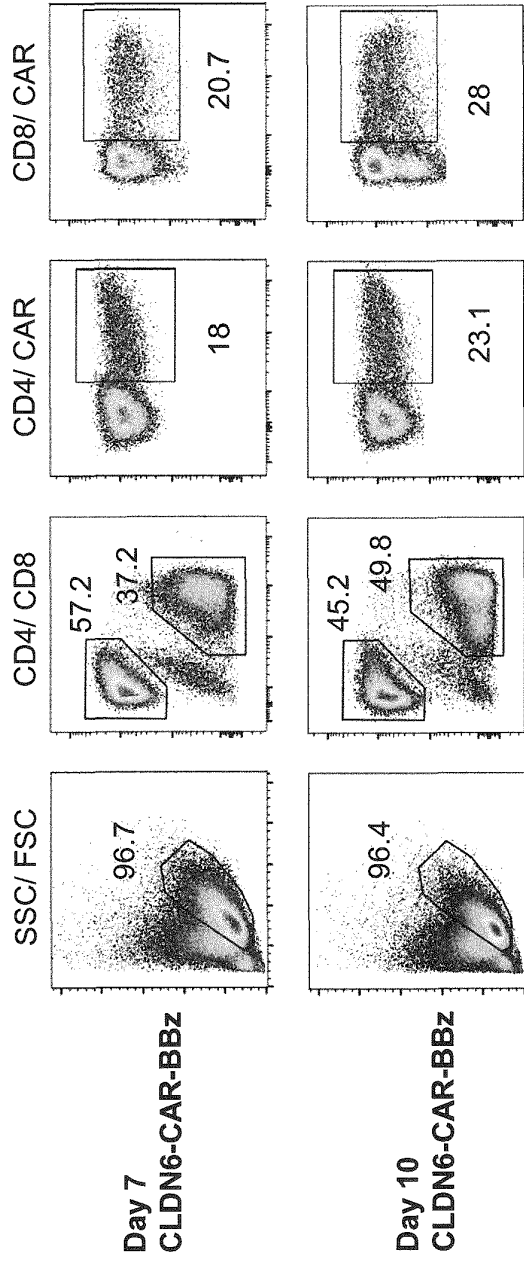 SSC/ FSC
CD4/ CD8
CD4/ CAR
CD8/ CAR
Day 7
CLDN6-CAR-BBz
96.7
57.2
37.2
18
20.7
Day 10
CLDN6-CAR-BBz
96.4
45.2
49.8
23.1
28